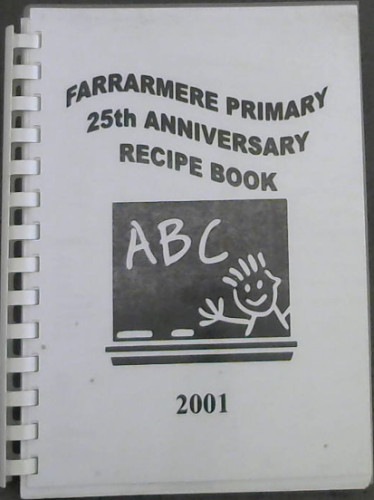 FARRARMERE PRIMARY
25th ANNIVERSARY
RECIPE BOOK
ABC
2001